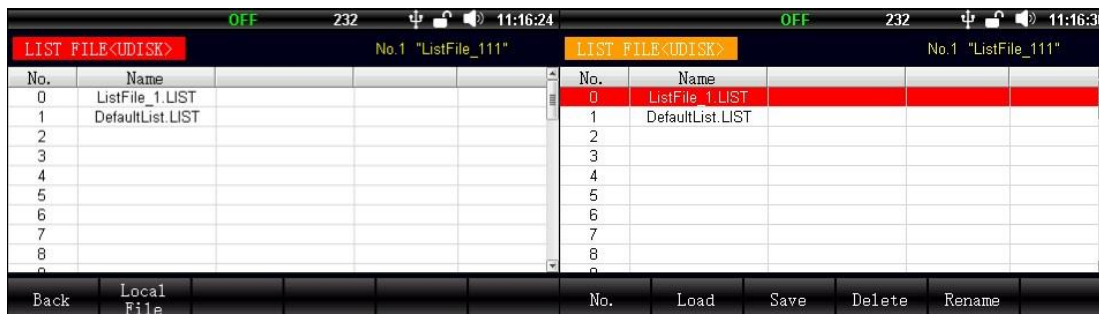 OFF 232 11:16:24
LIST FILE<UDISK> No.1 "ListFile_111"
No. Name
0 ListFile_1.LIST
1 DefaultList.LIST
2
3
4
5
6
7
8
Back Local File
OFF 232 11:16:3
LIST FILE<UDISK> No.1 "ListFile_111"
No. Name
0 ListFile_1.LIST
1 DefaultList.LIST
2
3
4
5
6
7
8
No. Load Save Delete Rename